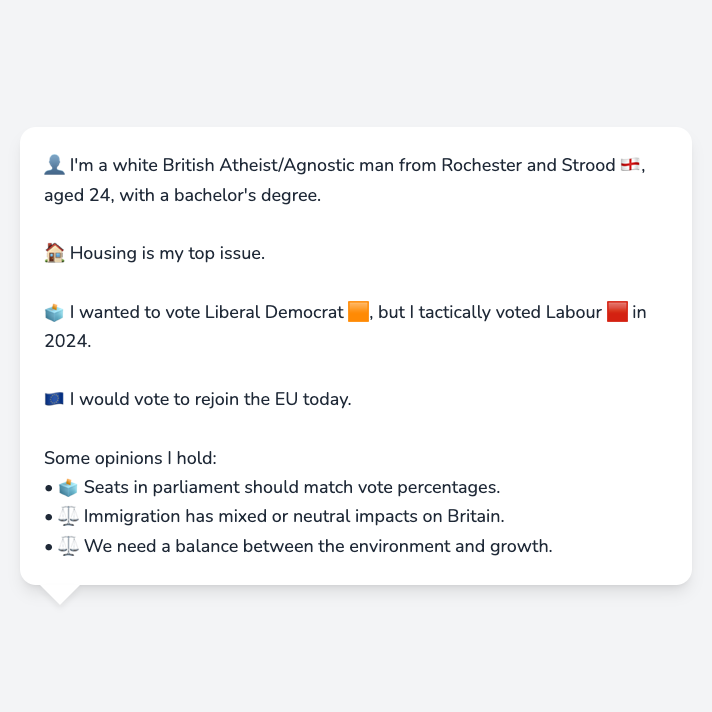 👤 I'm a white British Atheist/Agnostic man from Rochester and Strood 🏴󠁧󠁢󠁥󠁮󠁧󠁿,
aged 24, with a bachelor's degree.
🏠 Housing is my top issue.
🗳️ I wanted to vote Liberal Democrat 🟧, but I tactically voted Labour 🟥 in
2024.
🇪🇺 I would vote to rejoin the EU today.
Some opinions I hold:
• 🗳️ Seats in parliament should match vote percentages.
• ⚖️ Immigration has mixed or neutral impacts on Britain.
• ⚖️ We need a balance between the environment and growth.